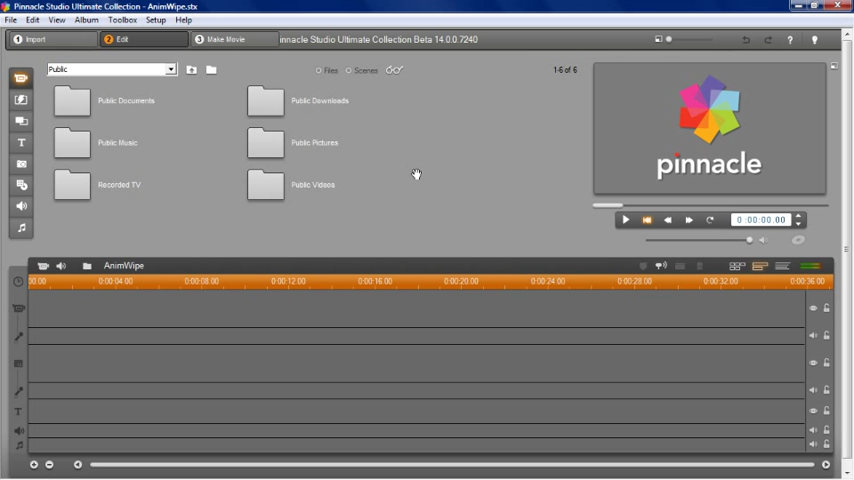 Pinnacle Studio Ultimate Collection - AnimWipe.stx
File Edit View Album Toolbox Setup Help
1 Import
2 Edit
3 Make Movie
innacle Studio Ultimate Collection Beta 14.0.0.7240
Public
Files Scenes
1-6 of 6
Public Documents
Public Downloads
Public Music
Public Pictures
Recorded TV
Public Videos
pinnacle
0:00:00.00
AnimWipe
00.00 0:00:04.00 0:00:08.00 0:00:12.00 0:00:16.00 0:00:20.00 0:00:24.00 0:00:28.00 0:00:32.00 0:00:36.00